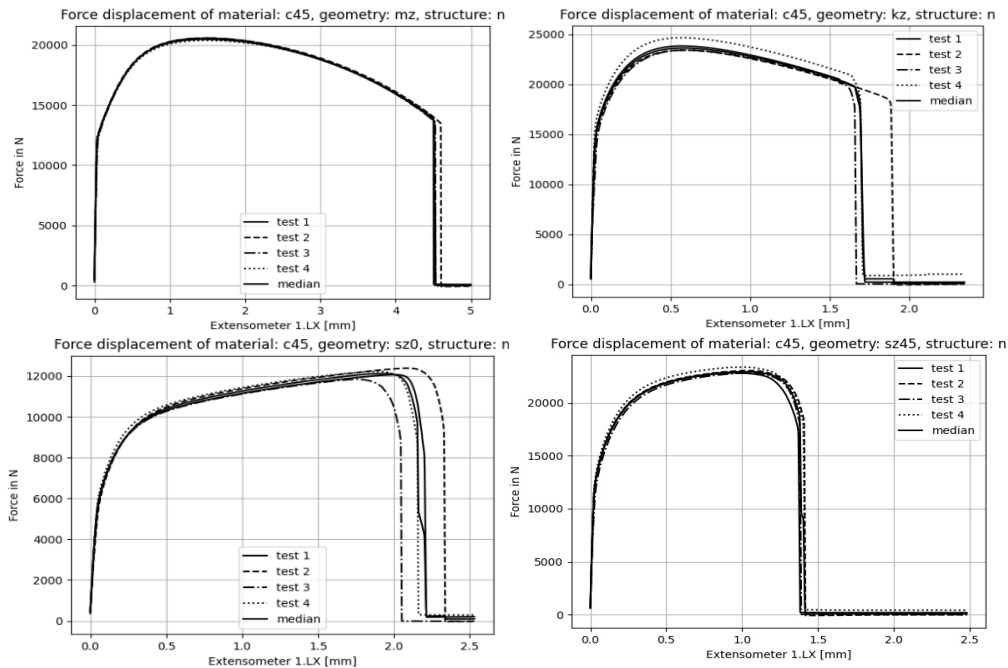 Force displacement of material: c45, geometry: mz, structure: n
20000
15000
10000
5000
0
Force in N
test 1
test 2
test 3
test 4
median
0 1 2 3 4 5
Extensometer 1.LX [mm]
Force displacement of material: c45, geometry: kz, structure: n
25000
20000
15000
10000
5000
0
Force in N
test 1
test 2
test 3
test 4
median
0.0 0.5 1.0 1.5 2.0
Extensometer 1.LX [mm]
Force displacement of material: c45, geometry: sz0, structure: n
12000
10000
8000
6000
4000
2000
0
Force in N
test 1
test 2
test 3
test 4
median
0.0 0.5 1.0 1.5 2.0 2.5
Extensometer 1.LX [mm]
Force displacement of material: c45, geometry: sz45, structure: n
20000
15000
10000
5000
0
Force in N
test 1
test 2
test 3
test 4
median
0.0 0.5 1.0 1.5 2.0 2.5
Extensometer 1.LX [mm]